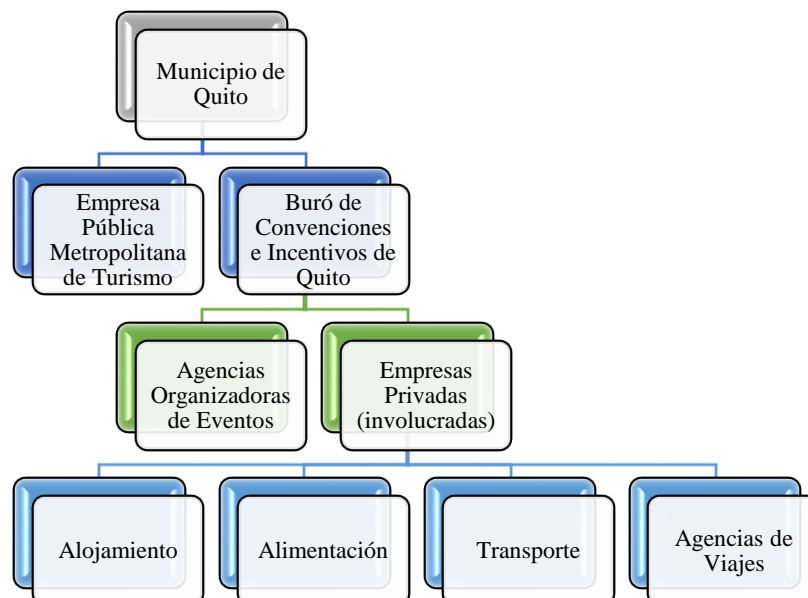 Municipio de
Quito
Empresa
Pública
Metropolitana
de Turismo
Buró de
Convenciones
e Incentivos de
Quito
Agencias
Organizadoras
de Eventos
Empresas
Privadas
(involucradas)
Alojamiento
Alimentación
Transporte
Agencias de
Viajes